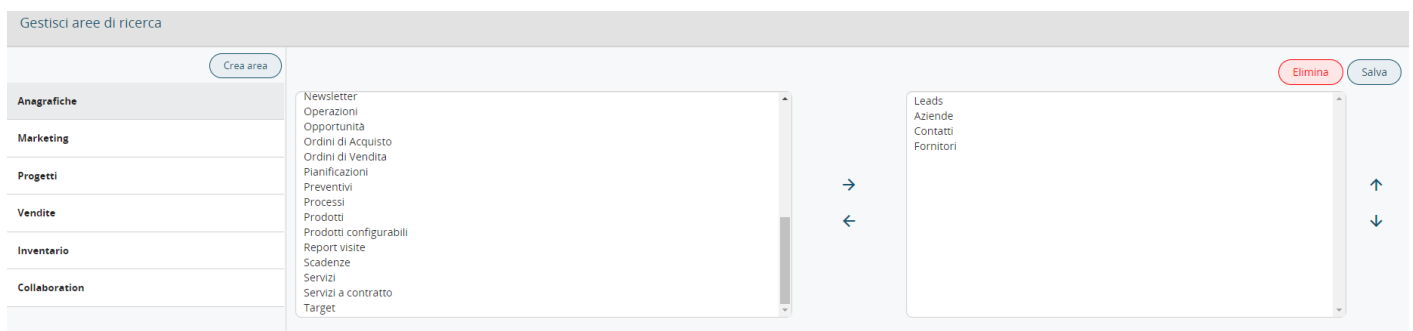 Gestisci aree di ricerca
Crea area
Elimina
Salva
Anagrafiche
Marketing
Progetti
Vendite
Inventario
Collaboration
Newsletter
Operazioni
Opportunità
Ordini di Acquisto
Ordini di Vendita
Pianificazioni
Preventivi
Processi
Prodotti
Prodotti configurabili
Report visite
Scadenze
Servizi
Servizi a contratto
Target
Leads
Aziende
Contatti
Fornitori